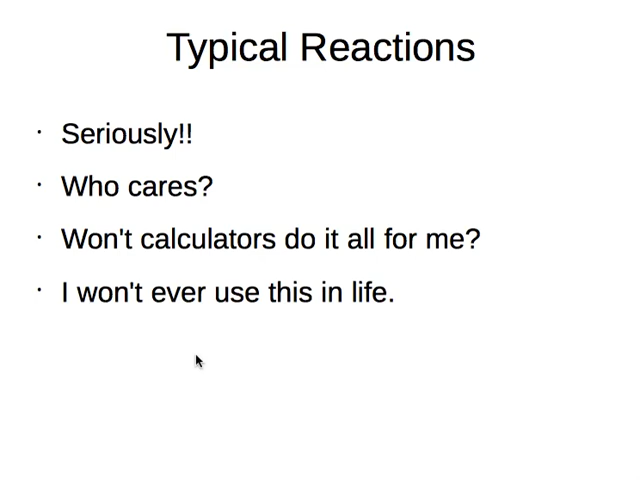 Typical Reactions
· Seriously!!
· Who cares?
· Won't calculators do it all for me?
· I won't ever use this in life.